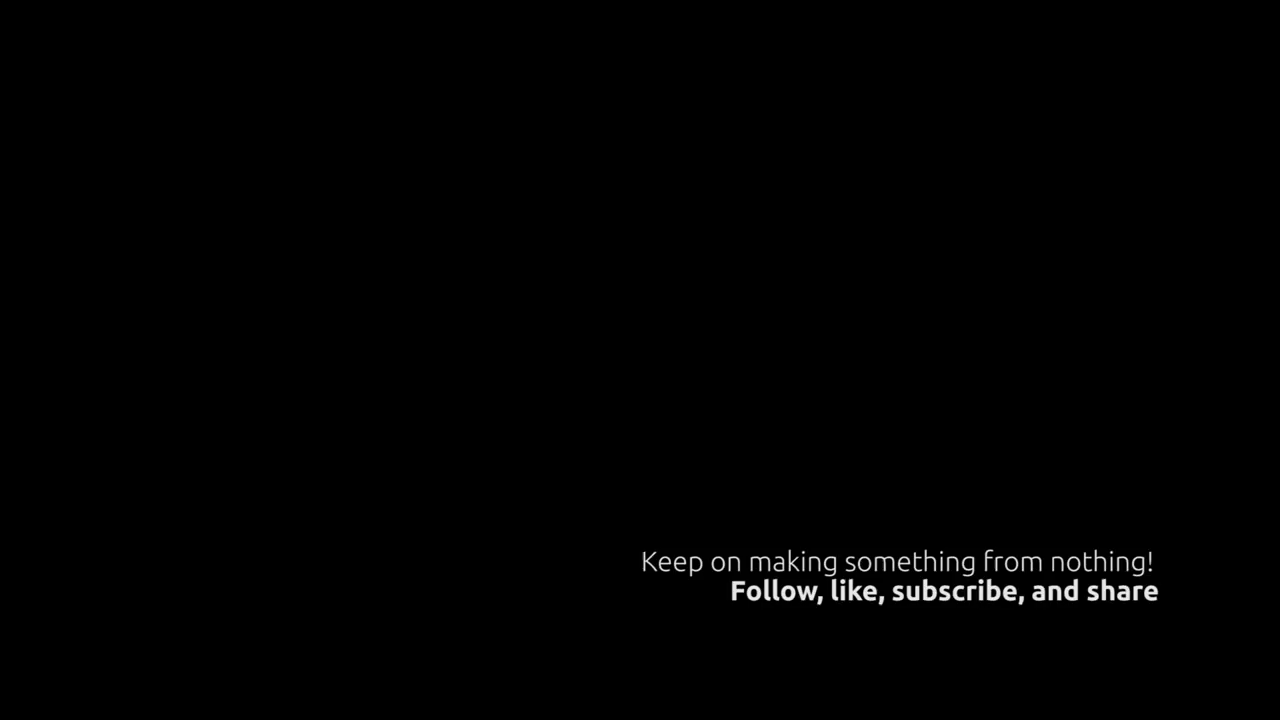 Keep on making something from nothing!
Follow, like, subscribe, and share